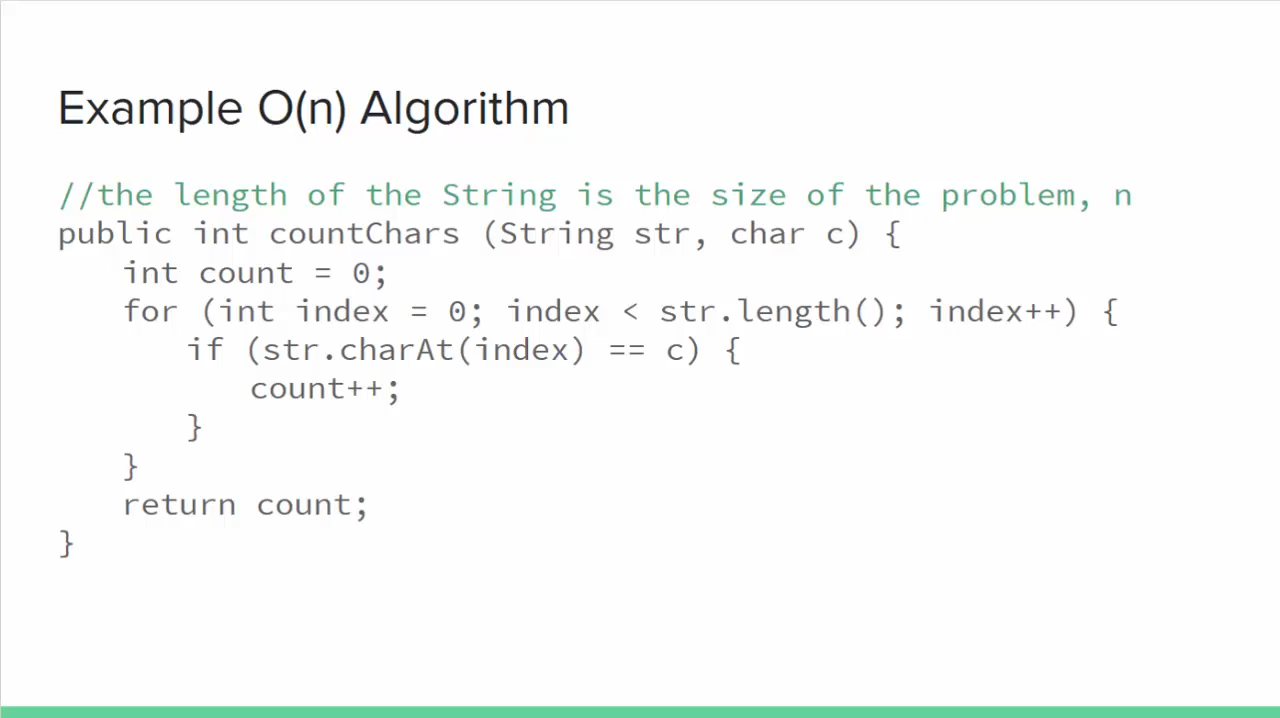 Example O(n) Algorithm
//the length of the String is the size of the problem, n
public int countChars (String str, char c) {
int count = 0;
for (int index = 0; index < str.length(); index++) {
if (str.charAt(index) == c) {
count++;
}
}
return count;
}